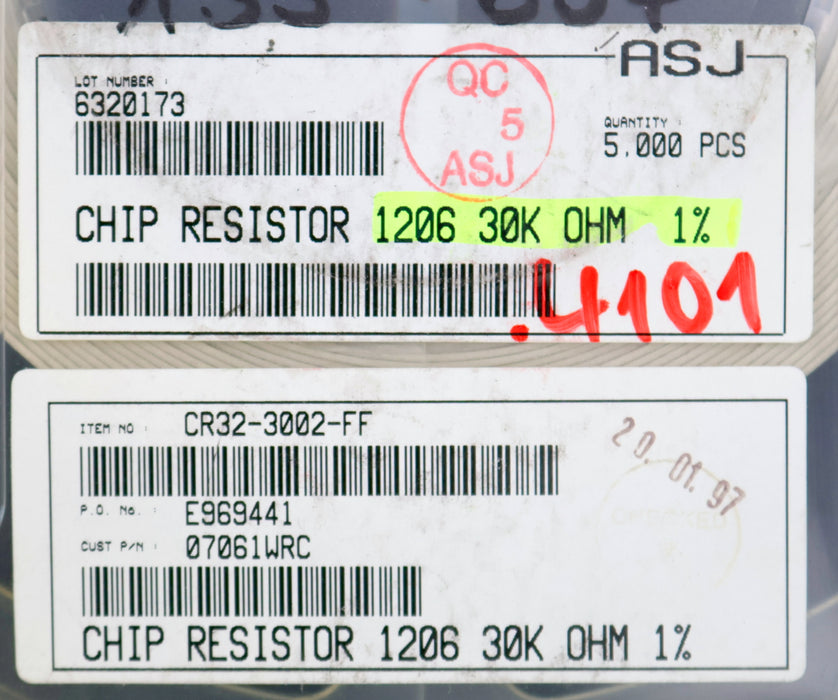 ASJ
LOT NUMBER :
6320173
QC
5
ASJ
QUANTITY :
5.000 PCS
CHIP RESISTOR 1206 30K OHM 1%
.4101
ITEM NO : CR32-3002-FF
20.01.97
P.O. No. : E969441
CHECKED
CUST P/N : 07061WRC
CHIP RESISTOR 1206 30K OHM 1%